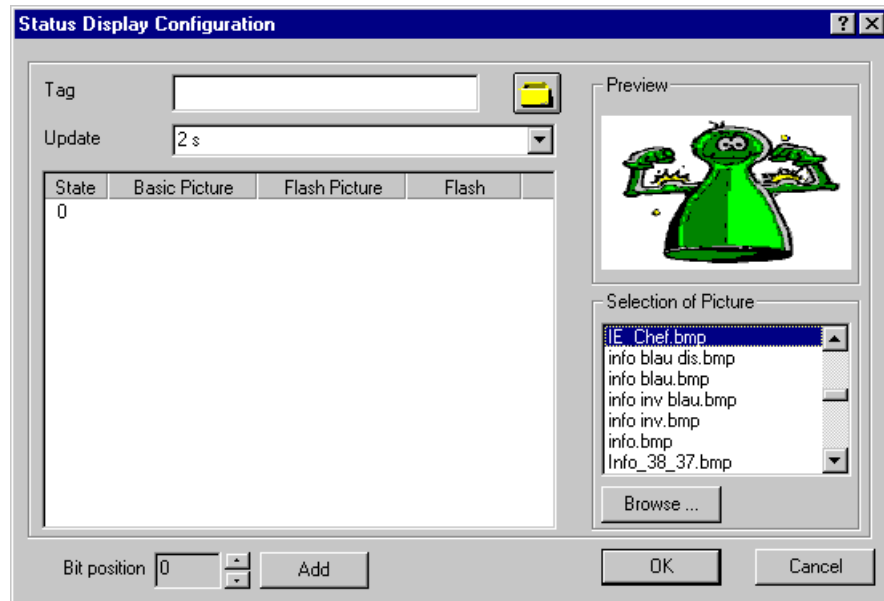 Status Display Configuration
Tag
Update
2 s
State Basic Picture Flash Picture Flash
0
Preview
Selection of Picture
IE_Chef.bmp
info blau dis.bmp
info blau.bmp
info inv blau.bmp
info inv.bmp
info.bmp
Info_38_37.bmp
Browse ...
Bit position 0
Add
OK
Cancel